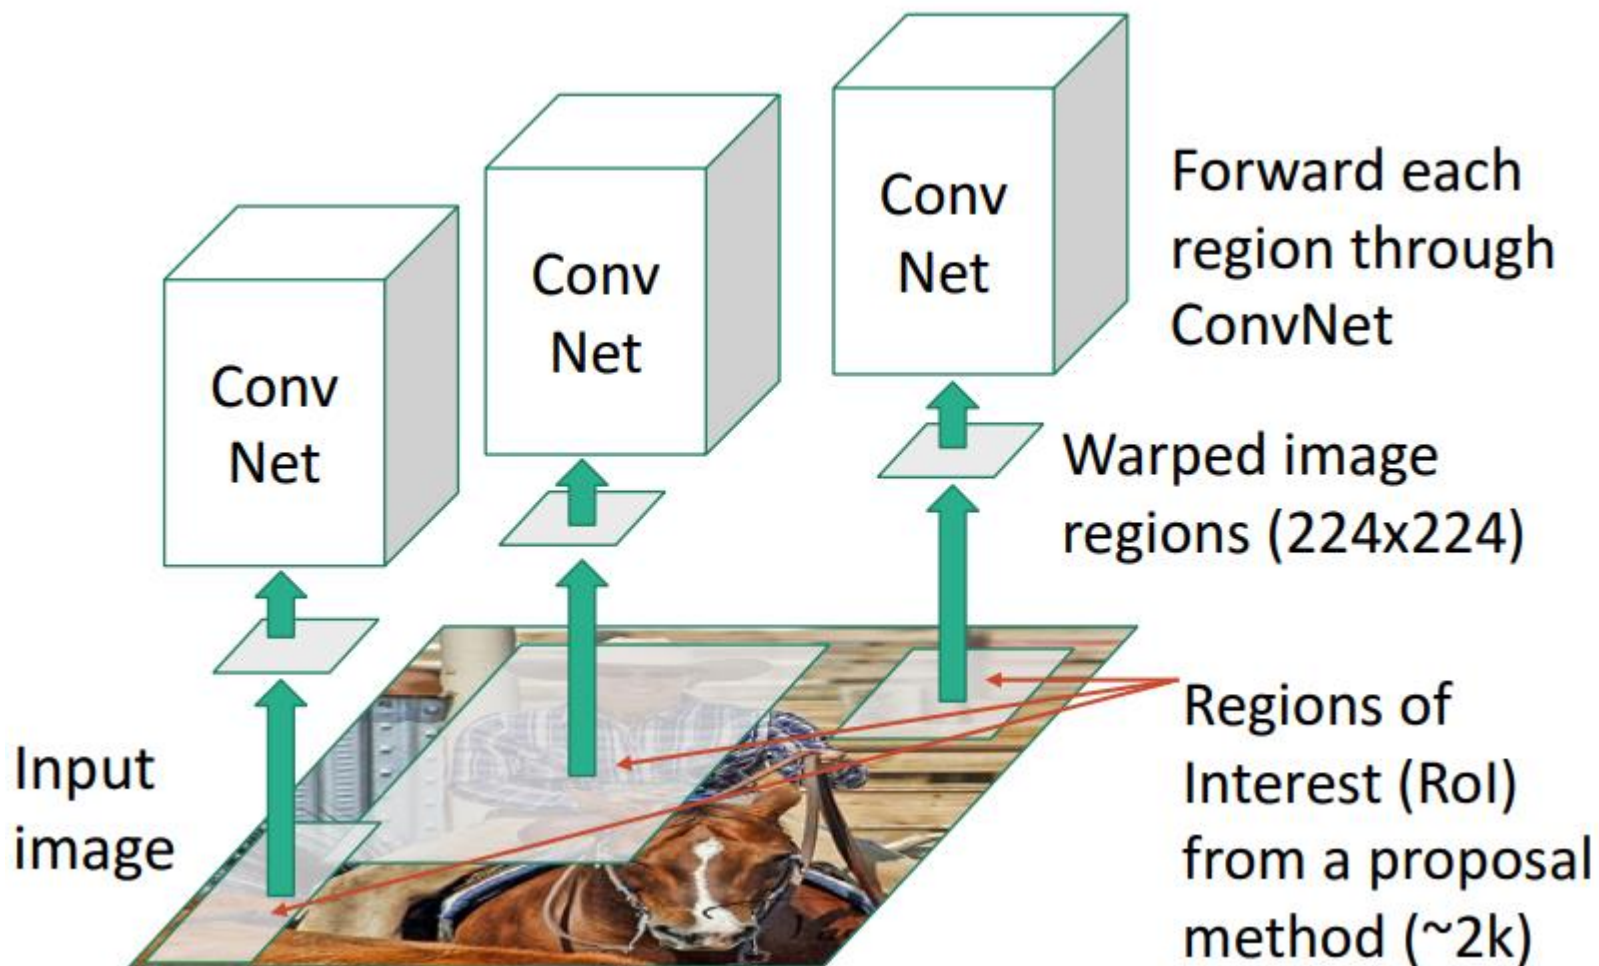 Conv
Net
Conv
Net
Conv
Net
Forward each
region through
ConvNet
Warped image
regions (224x224)
Input
image
Regions of
Interest (RoI)
from a proposal
method (~2k)